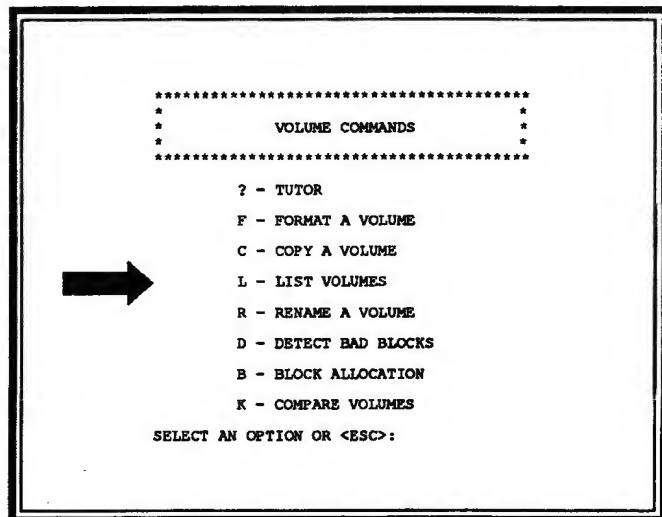 ****************************************
*                                      *
*            VOLUME COMMANDS           *
*                                      *
****************************************
? - TUTOR
F - FORMAT A VOLUME
C - COPY A VOLUME
L - LIST VOLUMES
R - RENAME A VOLUME
D - DETECT BAD BLOCKS
B - BLOCK ALLOCATION
K - COMPARE VOLUMES
SELECT AN OPTION OR <ESC>: